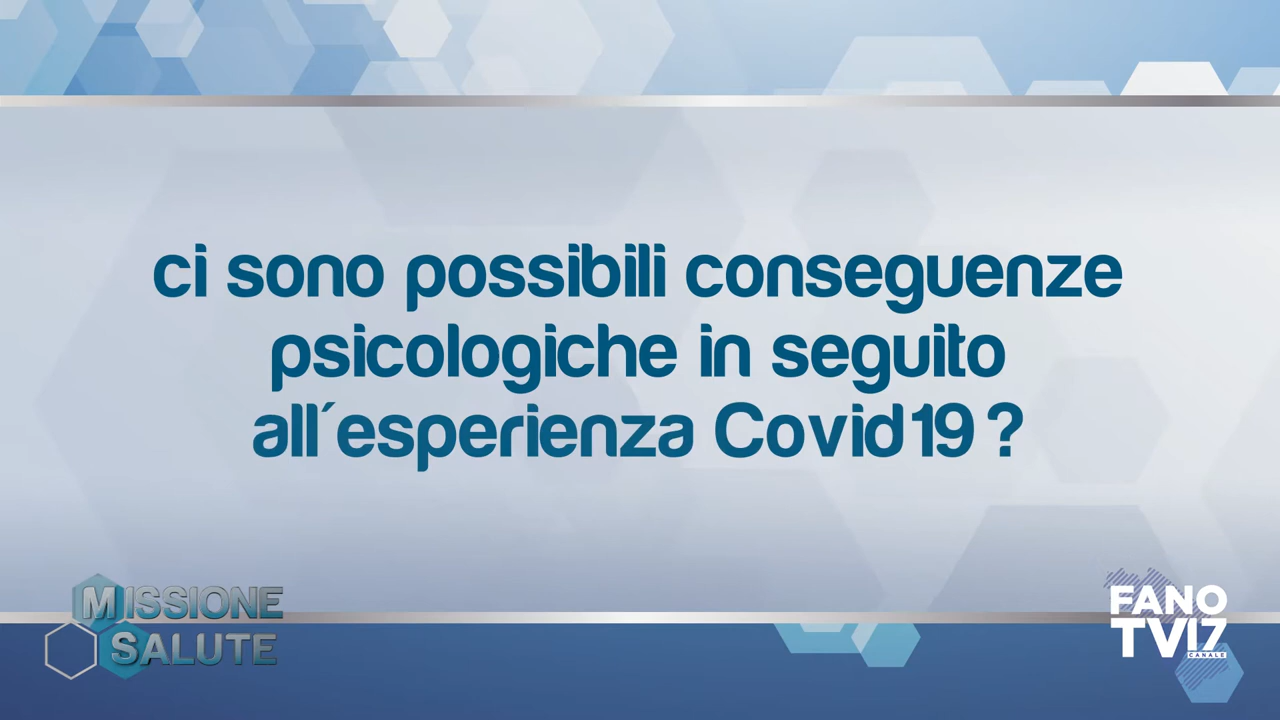 ci sono possibili conseguenze
psicologiche in seguito
all´esperienza Covid19?
MISSIONE
SALUTE
FANO
TV17
CANALE